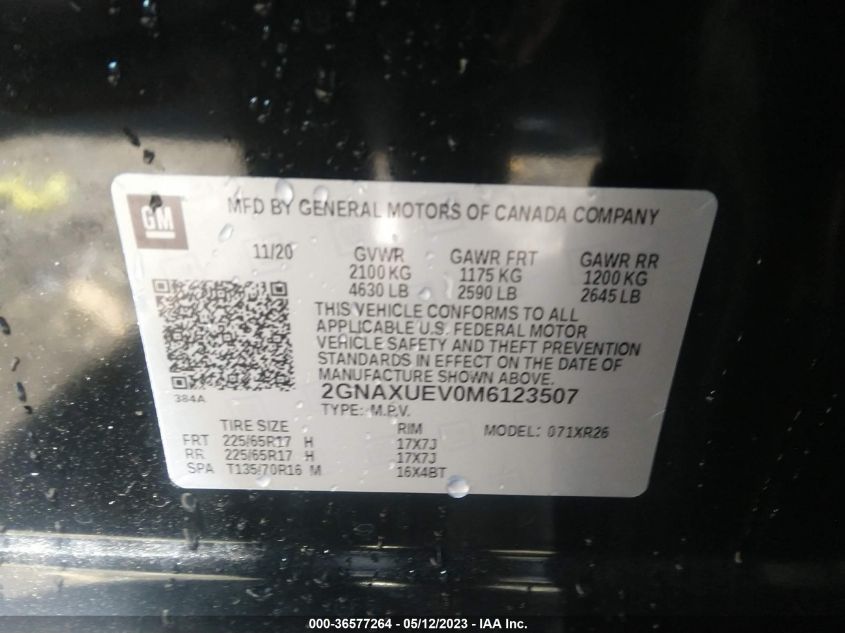 GM
MFD BY GENERAL MOTORS OF CANADA COMPANY
11/20 GVWR GAWR FRT GAWR RR
2100 KG 1175 KG 1200 KG
4630 LB 2590 LB 2645 LB
THIS VEHICLE CONFORMS TO ALL
APPLICABLE U.S. FEDERAL MOTOR
VEHICLE SAFETY AND THEFT PREVENTION
STANDARDS IN EFFECT ON THE DATE OF
MANUFACTURE SHOWN ABOVE.
384A
2GNAXUEV0M6123507
TYPE: M.P.V.
TIRE SIZE RIM MODEL: 071XR26
FRT 225/65R17 H 17X7J
RR 225/65R17 H 17X7J
SPA T135/70R16 M 16X4BT
000-36577264 - 05/12/2023 - IAA Inc.